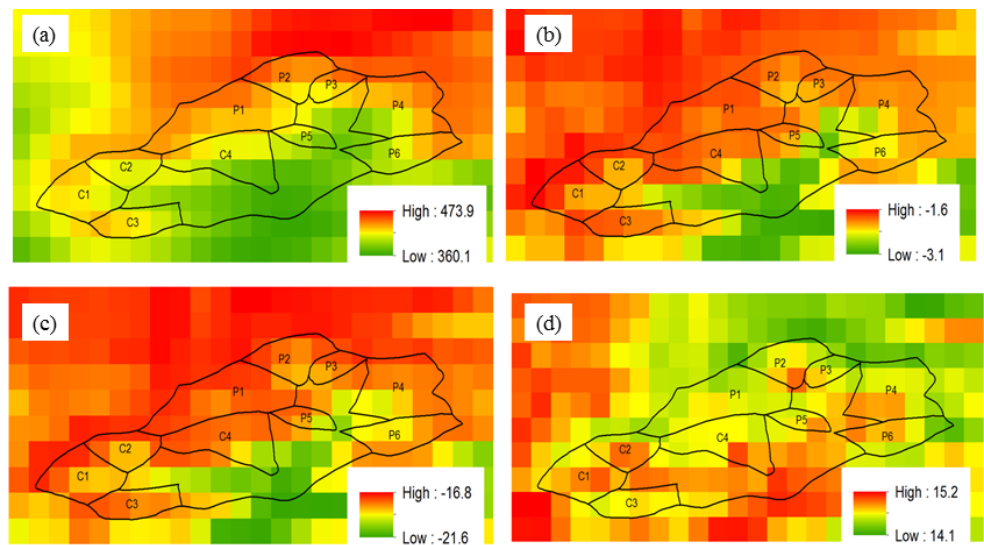 (a)
P2
P3
P1
P4
P5
C4
P6
C2
C1
C3
High : 473.9
Low : 360.1
(b)
P2
P3
P1
P4
P5
C4
P6
C2
C1
C3
High : -1.6
Low : -3.1
(c)
P2
P3
P1
P4
P5
C4
P6
C2
C1
C3
High : -16.8
Low : -21.6
(d)
P2
P3
P1
P4
P5
C4
P6
C2
C1
C3
High : 15.2
Low : 14.1